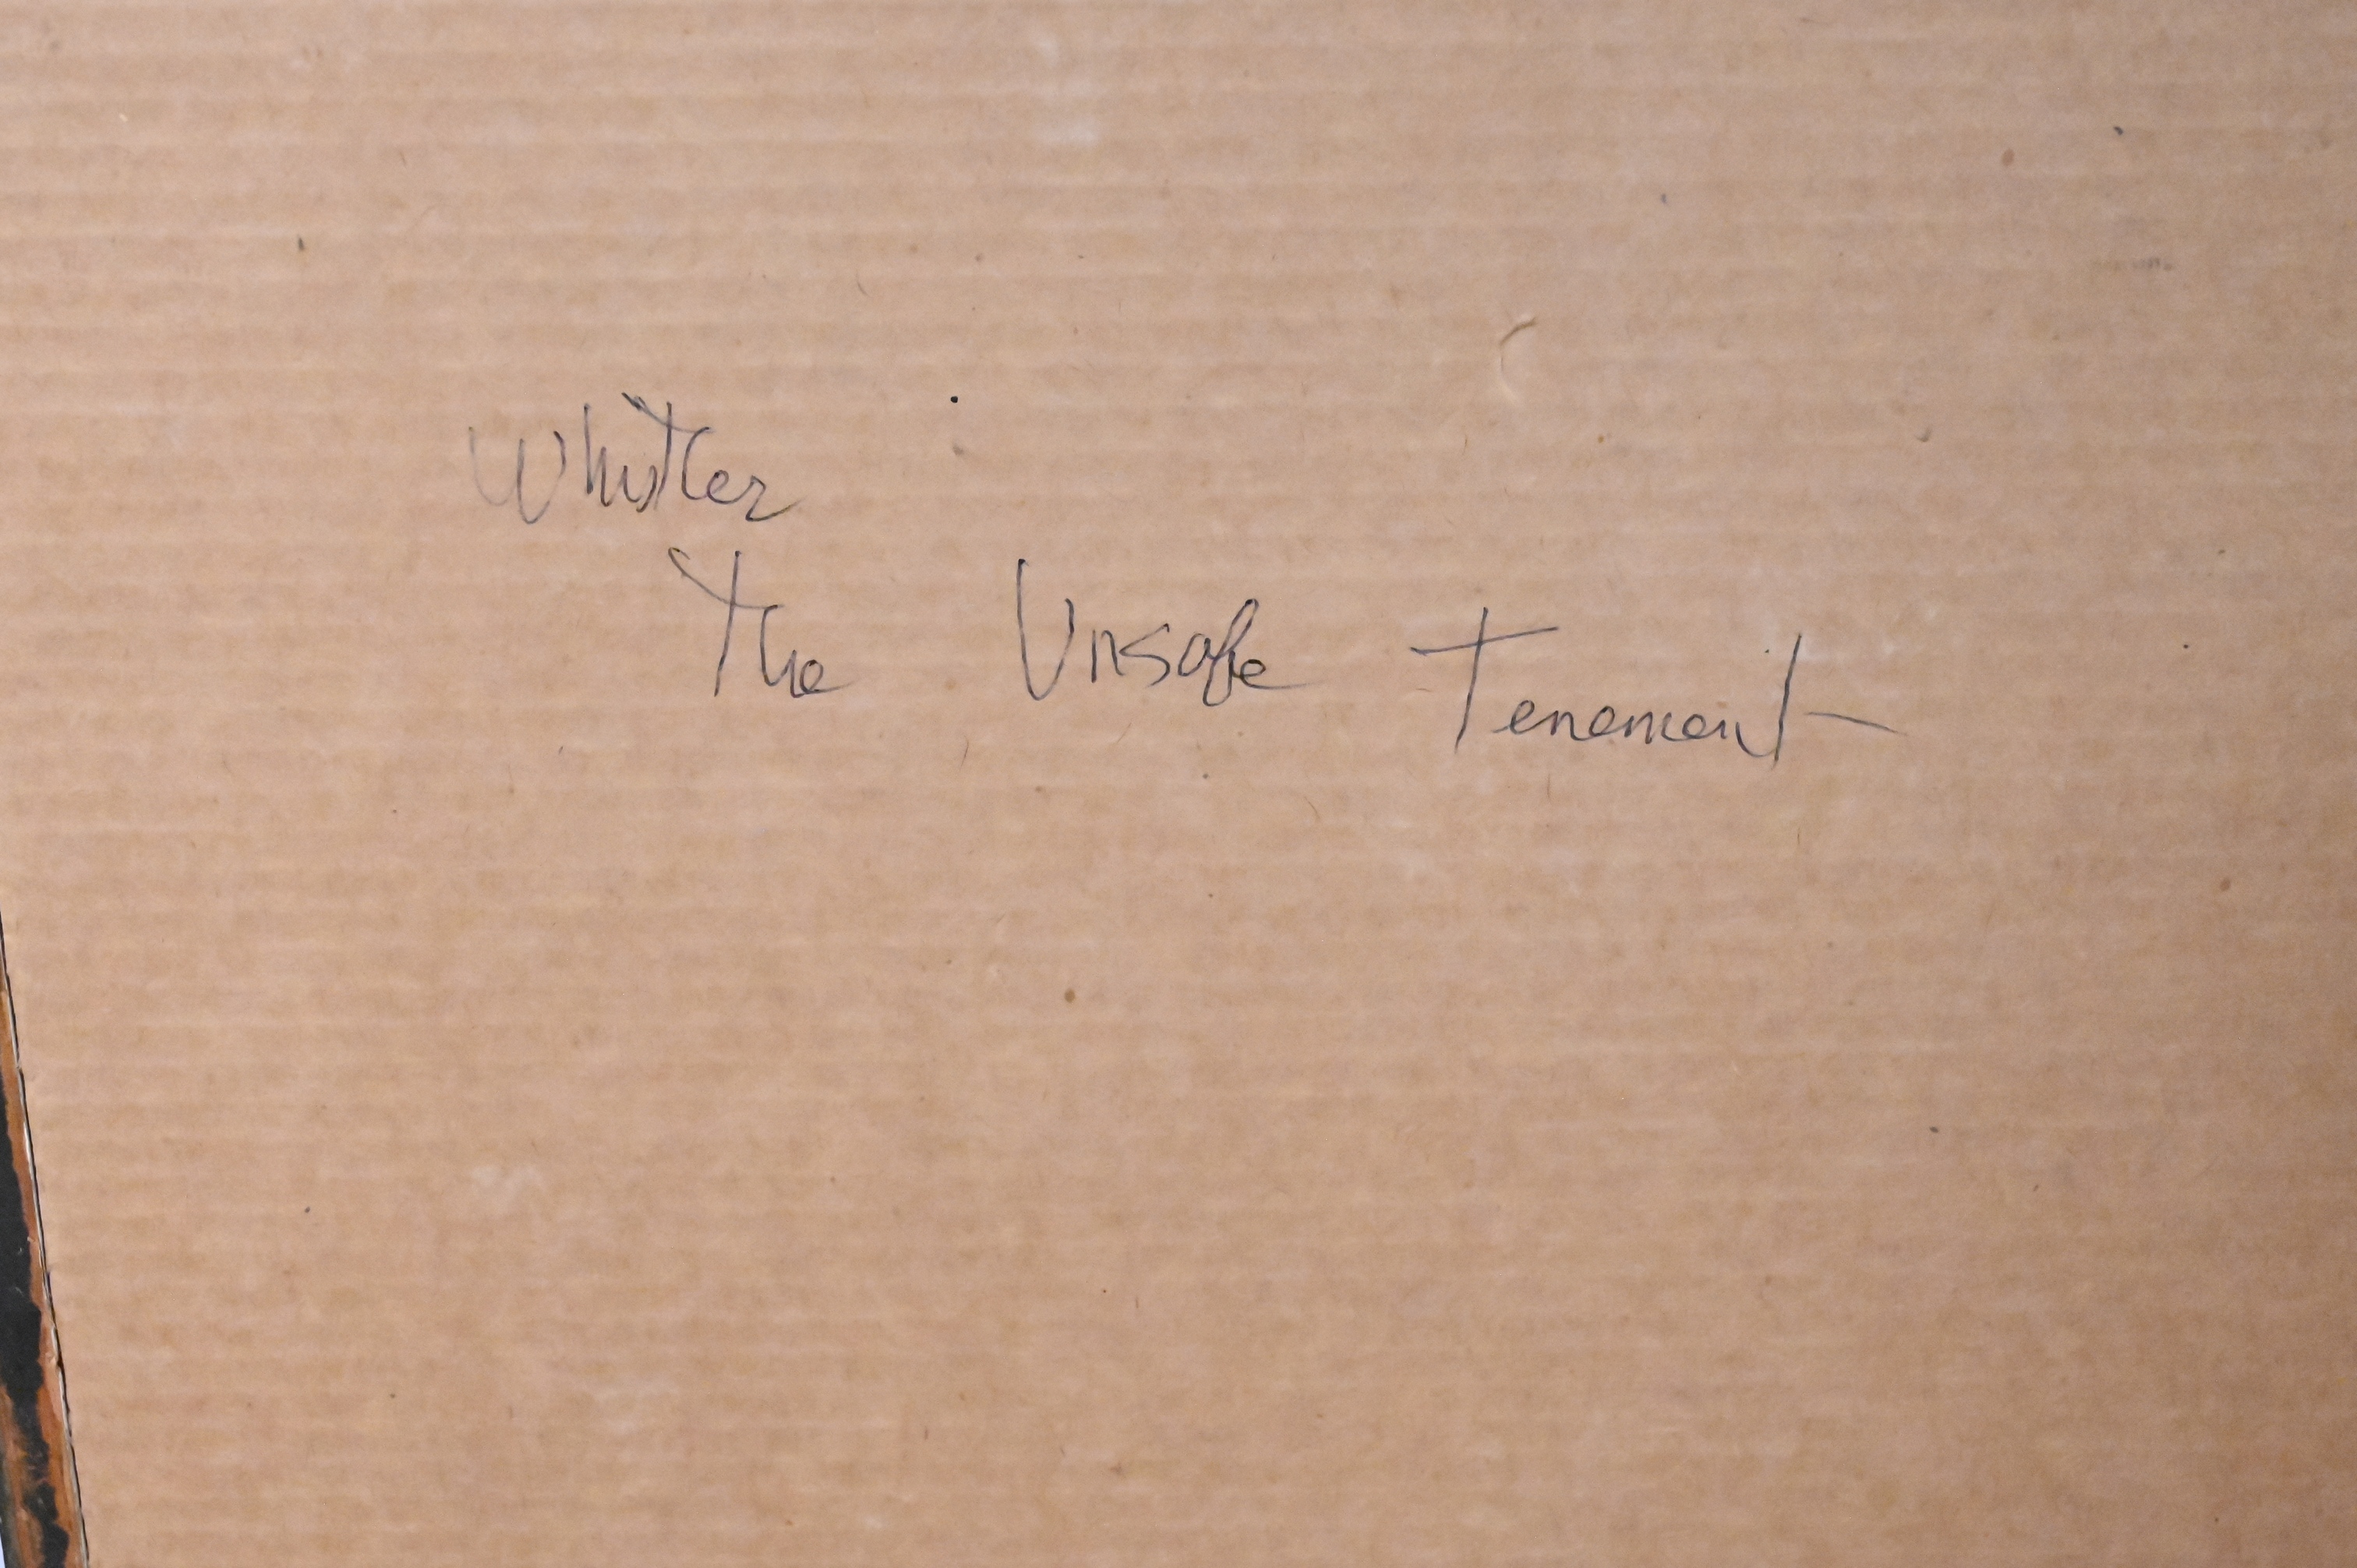 Whistler
The Unsafe Tenement